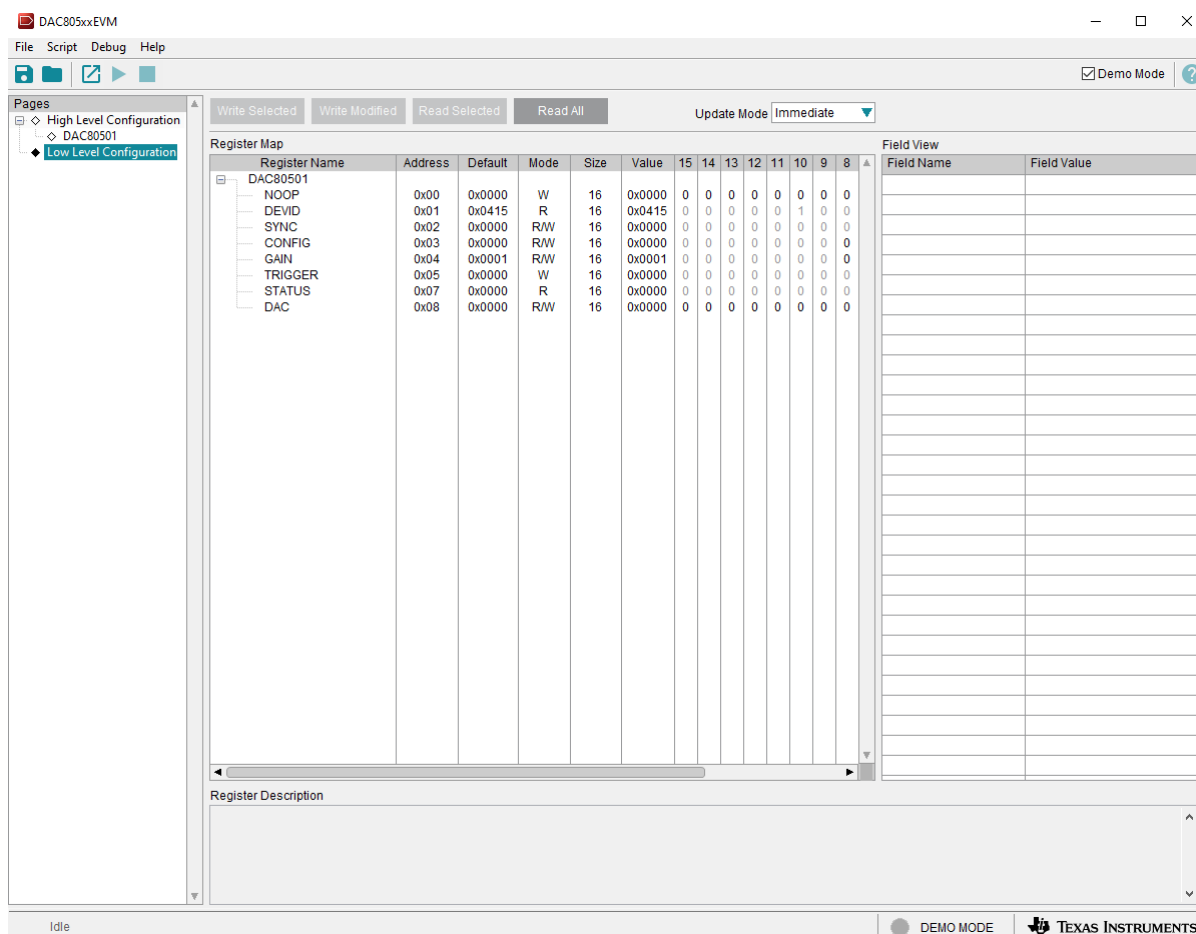 DAC805xxEVM
File Script Debug Help
Demo Mode
Pages
High Level Configuration
DAC80501
Low Level Configuration
Write Selected Write Modified Read Selected Read All Update Mode Immediate
Register Map
Register Name Address Default Mode Size Value 15 14 13 12 11 10 9 8
DAC80501
NOOP 0x00 0x0000 W 16 0x0000 0 0 0 0 0 0 0 0
DEVID 0x01 0x0415 R 16 0x0415 0 0 0 0 0 1 0 0
SYNC 0x02 0x0000 R/W 16 0x0000 0 0 0 0 0 0 0 0
CONFIG 0x03 0x0000 R/W 16 0x0000 0 0 0 0 0 0 0 0
GAIN 0x04 0x0001 R/W 16 0x0001 0 0 0 0 0 0 0 0
TRIGGER 0x05 0x0000 W 16 0x0000 0 0 0 0 0 0 0 0
STATUS 0x07 0x0000 R 16 0x0000 0 0 0 0 0 0 0 0
DAC 0x08 0x0000 R/W 16 0x0000 0 0 0 0 0 0 0 0
Field View
Field Name Field Value
Register Description
Idle
DEMO MODE
TEXAS INSTRUMENTS